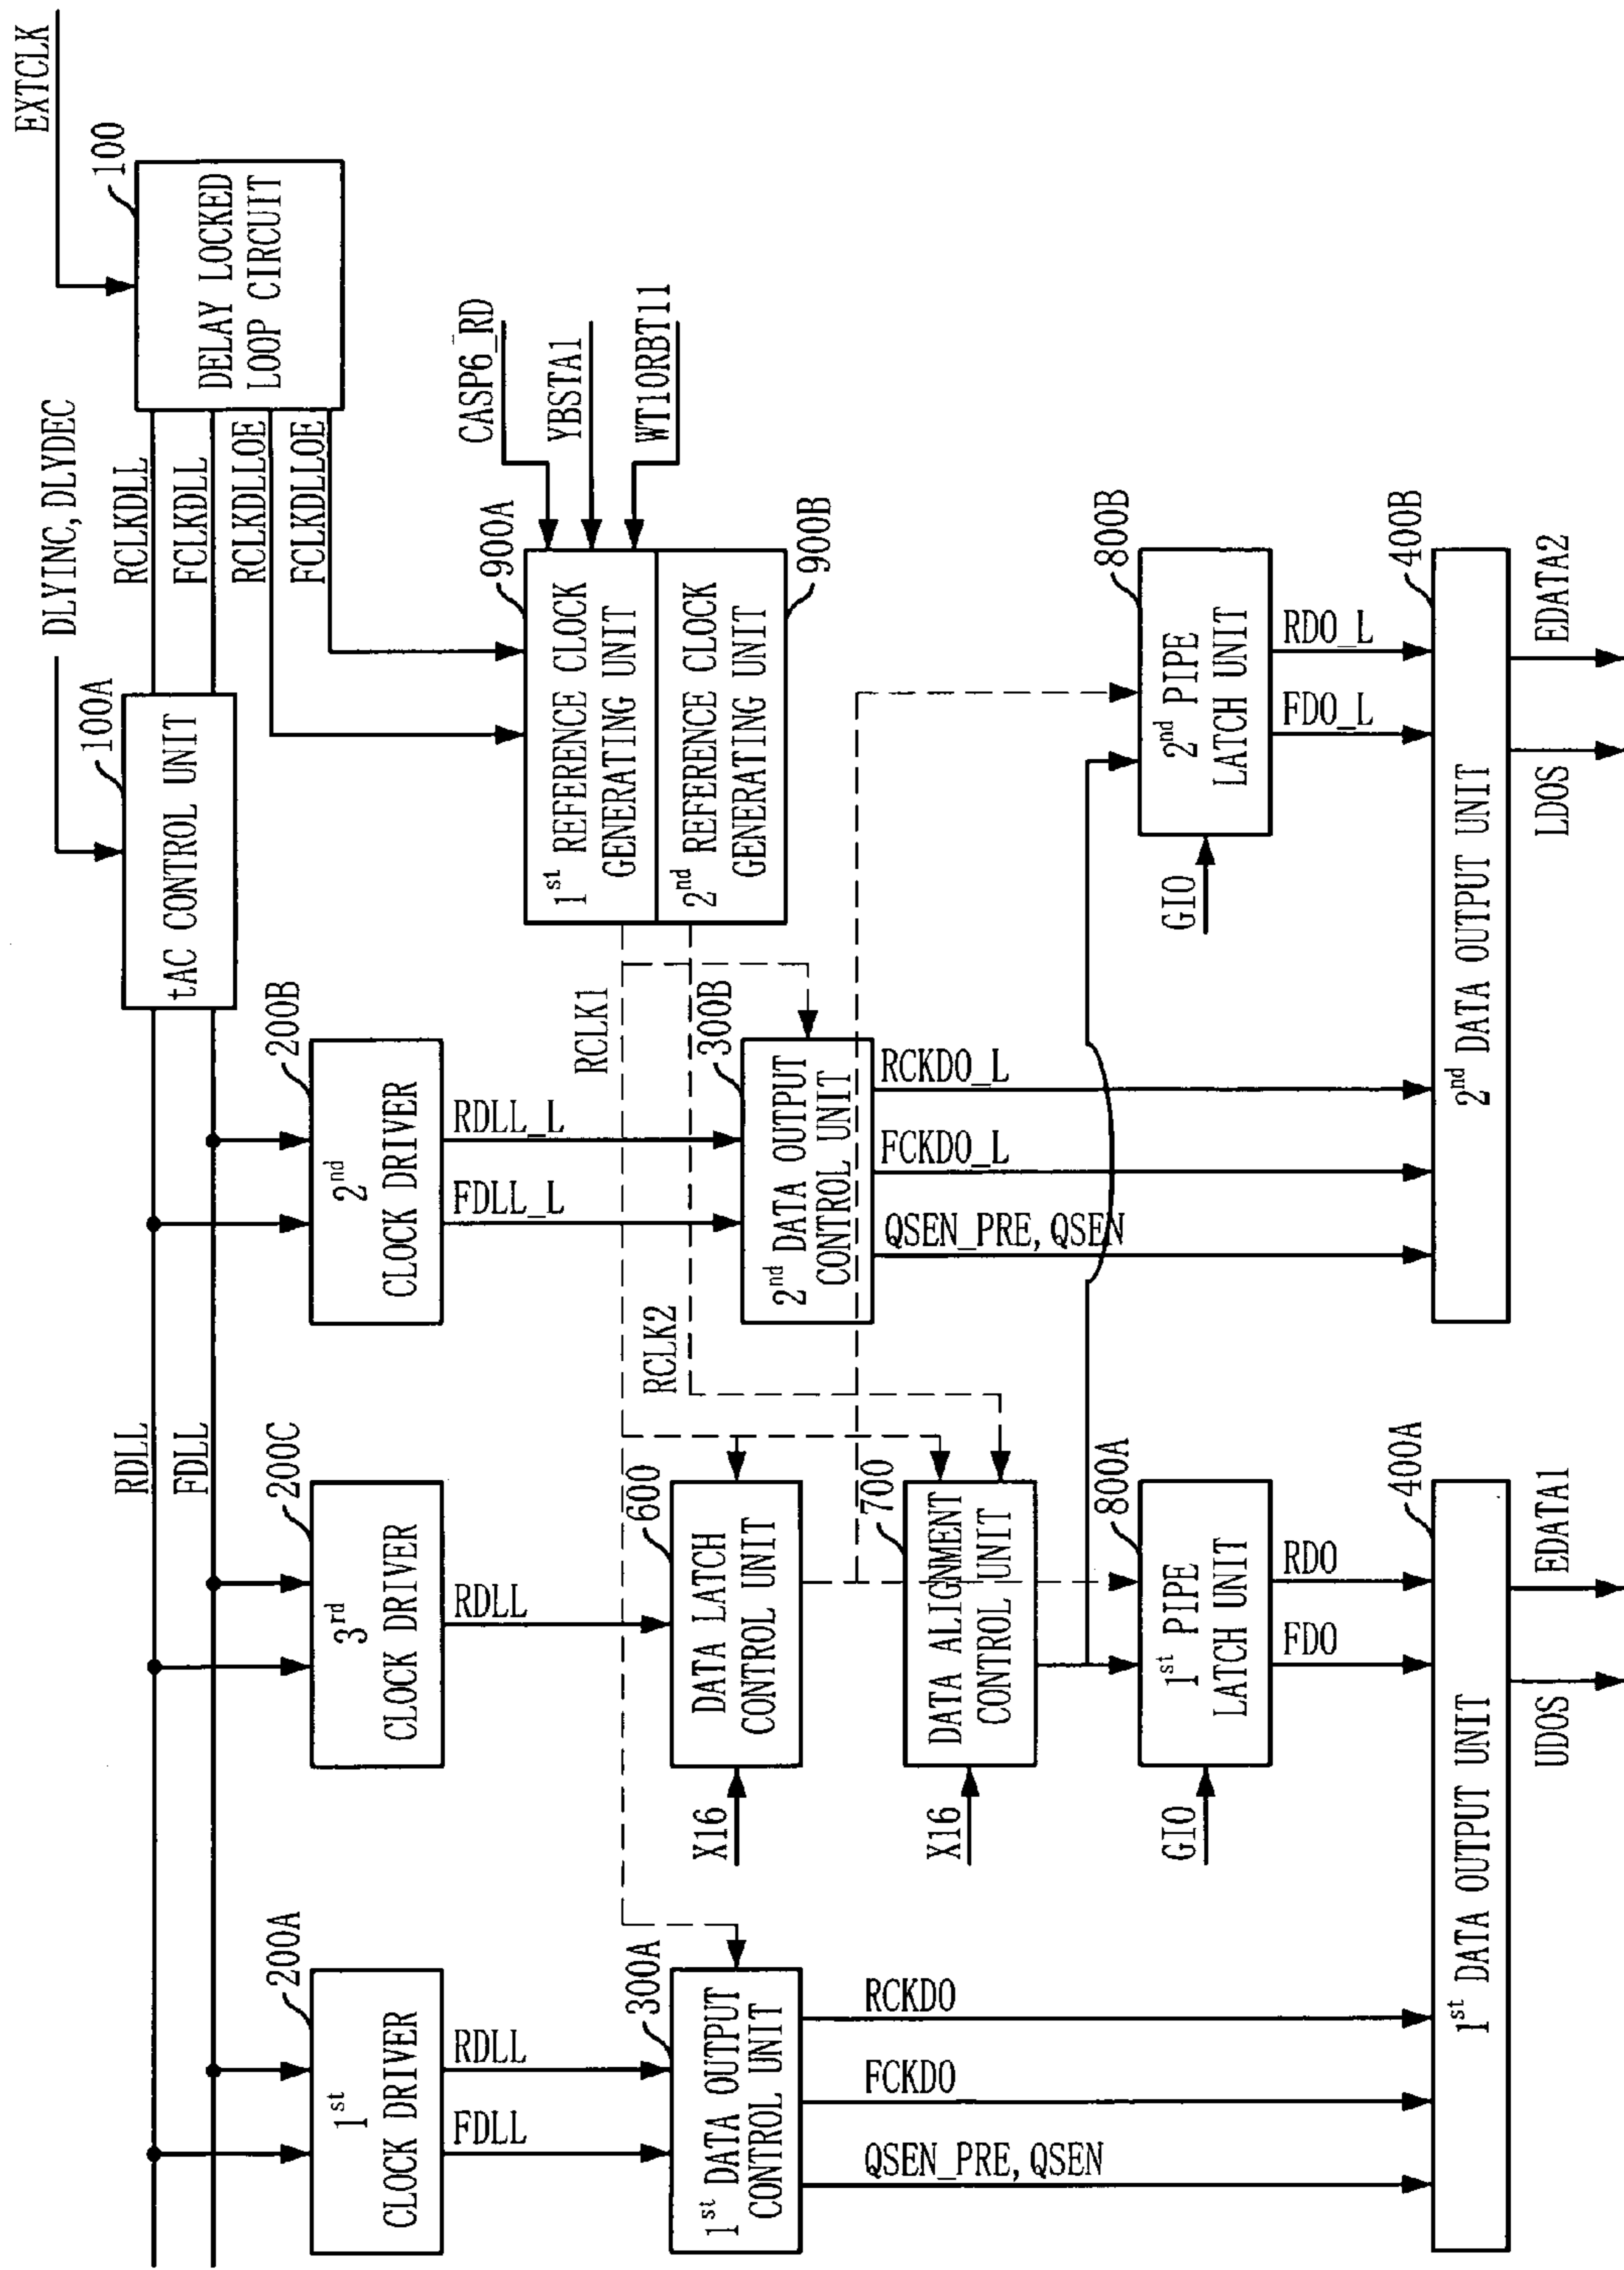 EXTCLK
100
DELAY LOCKED
LOOP CIRCUIT
DLYINC, DLYDEC
RCLKDLL
FCLKDLL
RCLKDLLOE
FCLKDLLOE
100A
tAC CONTROL UNIT
RDLL
FDLL
CASP6_RD
YBSTA1
WT10RBT11
900A
1st REFERENCE CLOCK
GENERATING UNIT
2nd REFERENCE CLOCK
GENERATING UNIT
900B
RCLK1
RCLK2
200A
1st
CLOCK DRIVER
RDLL
FDLL
200C
3rd
CLOCK DRIVER
RDLL
200B
2nd
CLOCK DRIVER
RDLL_L
FDLL_L
300A
1st DATA OUTPUT
CONTROL UNIT
RCKDO
FCKDO
QSEN_PRE, QSEN
600
DATA LATCH
CONTROL UNIT
X16
700
DATA ALIGNMENT
CONTROL UNIT
X16
300B
2nd DATA OUTPUT
CONTROL UNIT
RCKDO_L
FCKDO_L
QSEN_PRE, QSEN
800A
1st PIPE
LATCH UNIT
GIO
RDO
FDO
800B
2nd PIPE
LATCH UNIT
GIO
RDO_L
FDO_L
400A
1st DATA OUTPUT UNIT
UDOS
EDATA1
400B
2nd DATA OUTPUT UNIT
LDOS
EDATA2